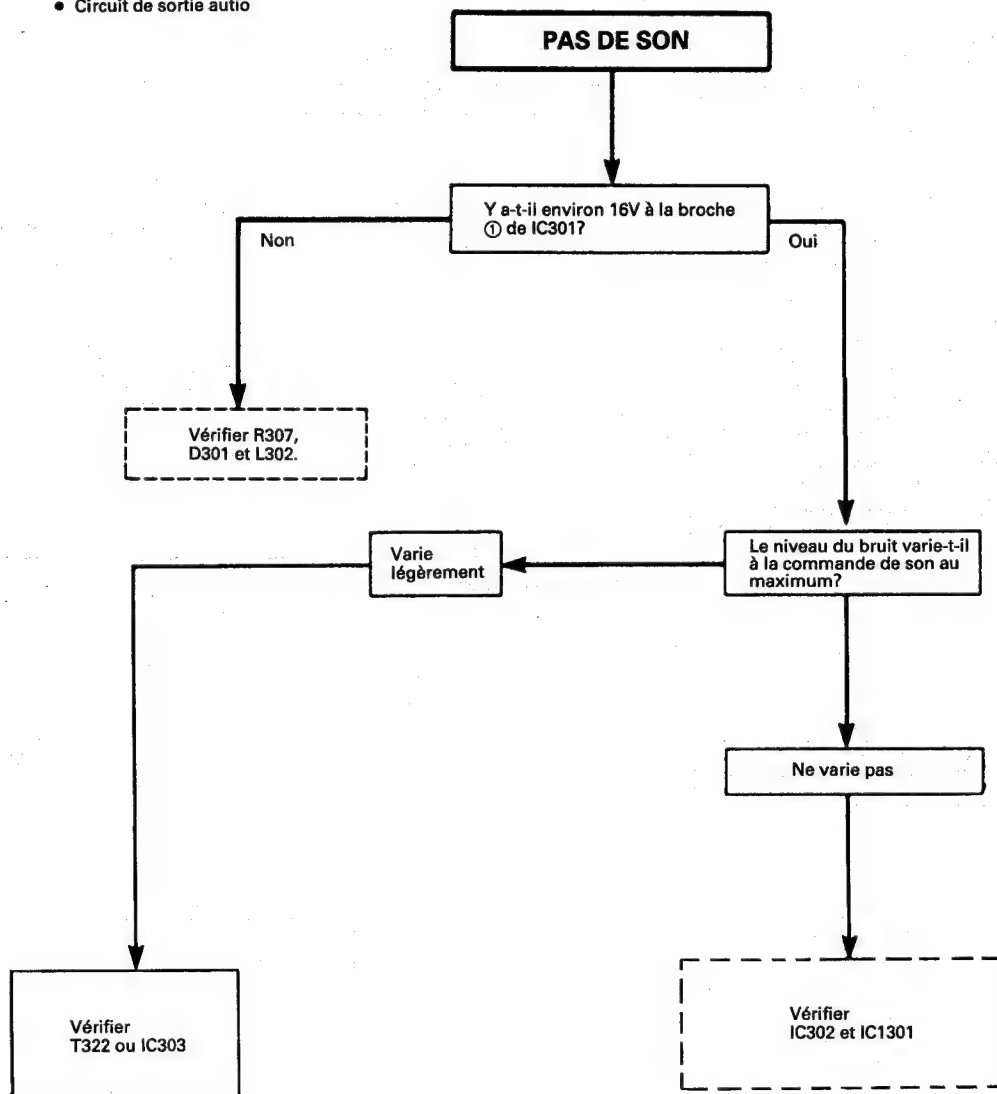 • Circuit de sortie autio
PAS DE SON
Y a-t-il environ 16V à la broche
① de IC301?
Non
Oui
Vérifier R307,
D301 et L302.
Varie
légèrement
Le niveau du bruit varie-t-il
à la commande de son au
maximum?
Ne varie pas
Vérifier
T322 ou IC303
Vérifier
IC302 et IC1301